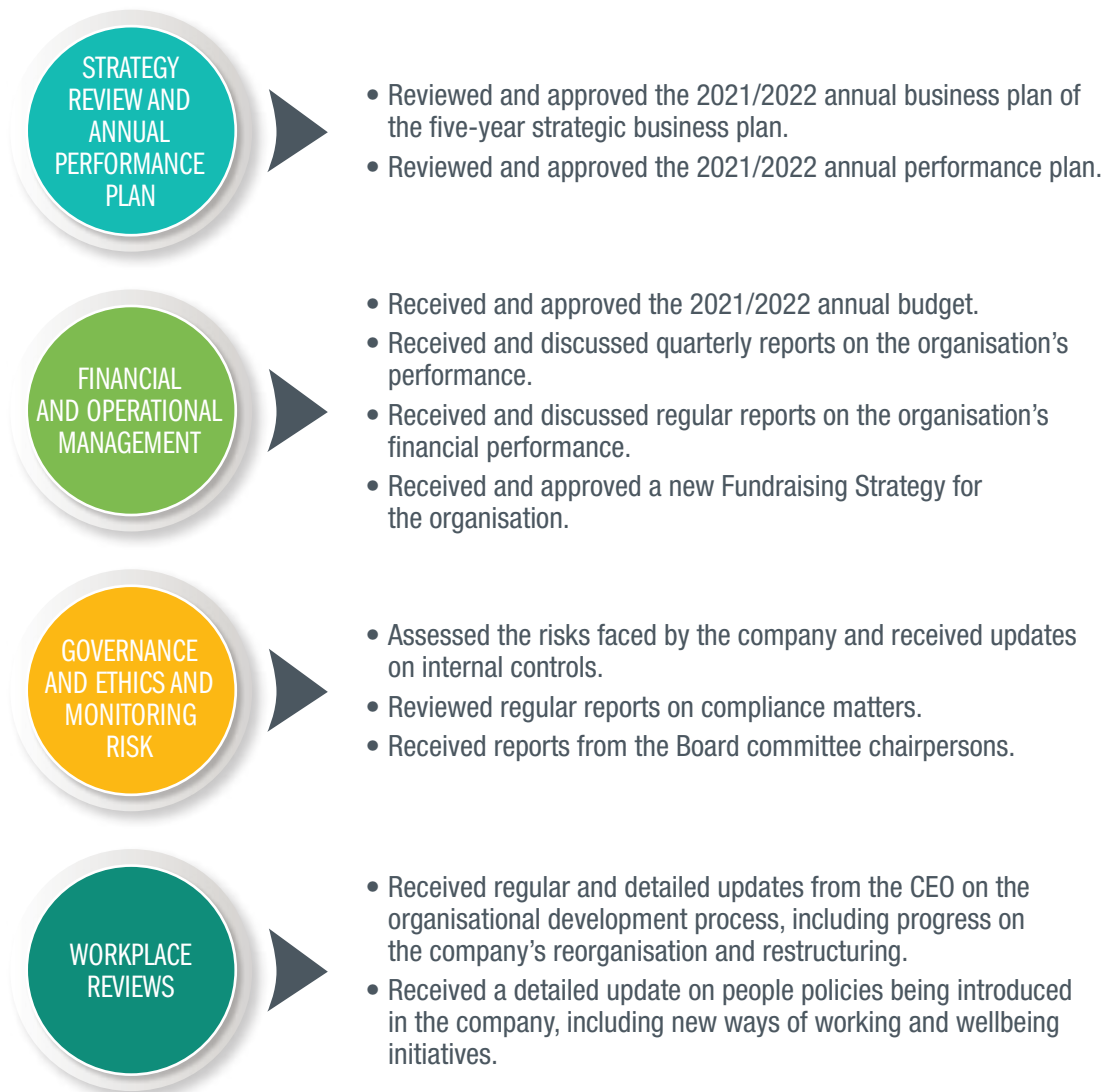 STRATEGY
REVIEW AND
ANNUAL
PERFORMANCE
PLAN
• Reviewed and approved the 2021/2022 annual business plan of
the five-year strategic business plan.
• Reviewed and approved the 2021/2022 annual performance plan.
FINANCIAL
AND OPERATIONAL
MANAGEMENT
• Received and approved the 2021/2022 annual budget.
• Received and discussed quarterly reports on the organisation's
performance.
• Received and discussed regular reports on the organisation's
financial performance.
• Received and approved a new Fundraising Strategy for
the organisation.
GOVERNANCE
AND ETHICS AND
MONITORING
RISK
• Assessed the risks faced by the company and received updates
on internal controls.
• Reviewed regular reports on compliance matters.
• Received reports from the Board committee chairpersons.
WORKPLACE
REVIEWS
• Received regular and detailed updates from the CEO on the
organisational development process, including progress on
the company's reorganisation and restructuring.
• Received a detailed update on people policies being introduced
in the company, including new ways of working and wellbeing
initiatives.